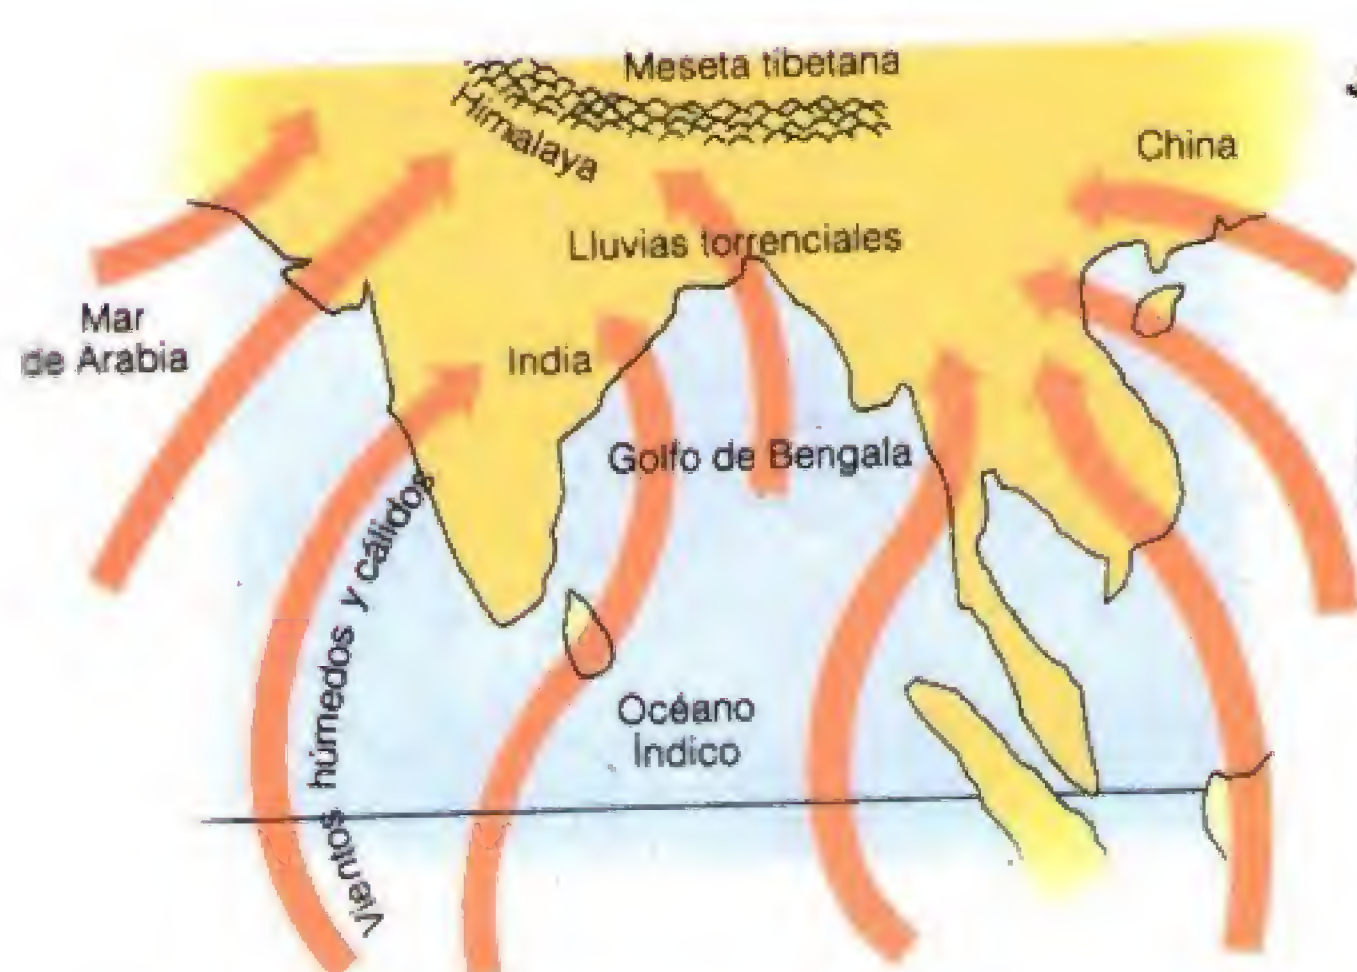 Meseta tibetana
Himalaya
China
Lluvias torrenciales
Mar
de Arabia
India
Golfo de Bengala
Vientos húmedos y cálidos
Océano
Índico